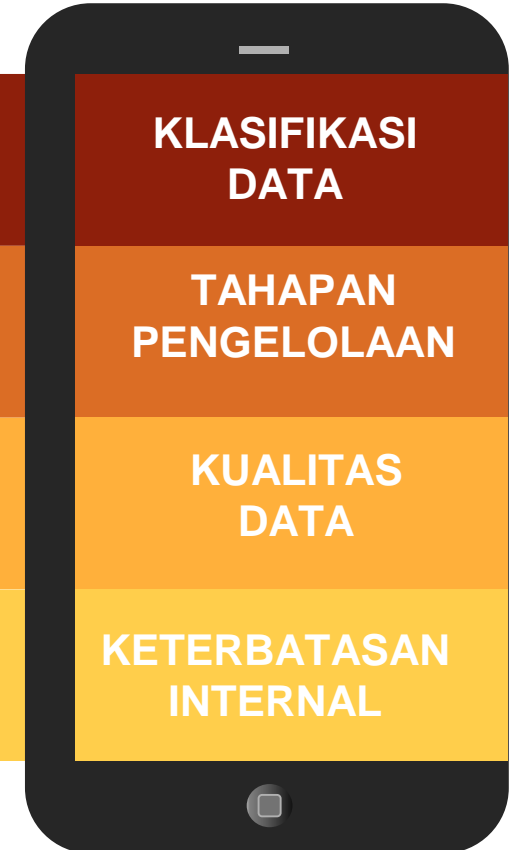 KLASIFIKASI
DATA
TAHAPAN
PENGELOLAAN
KUALITAS
DATA
KETERBATASAN
INTERNAL